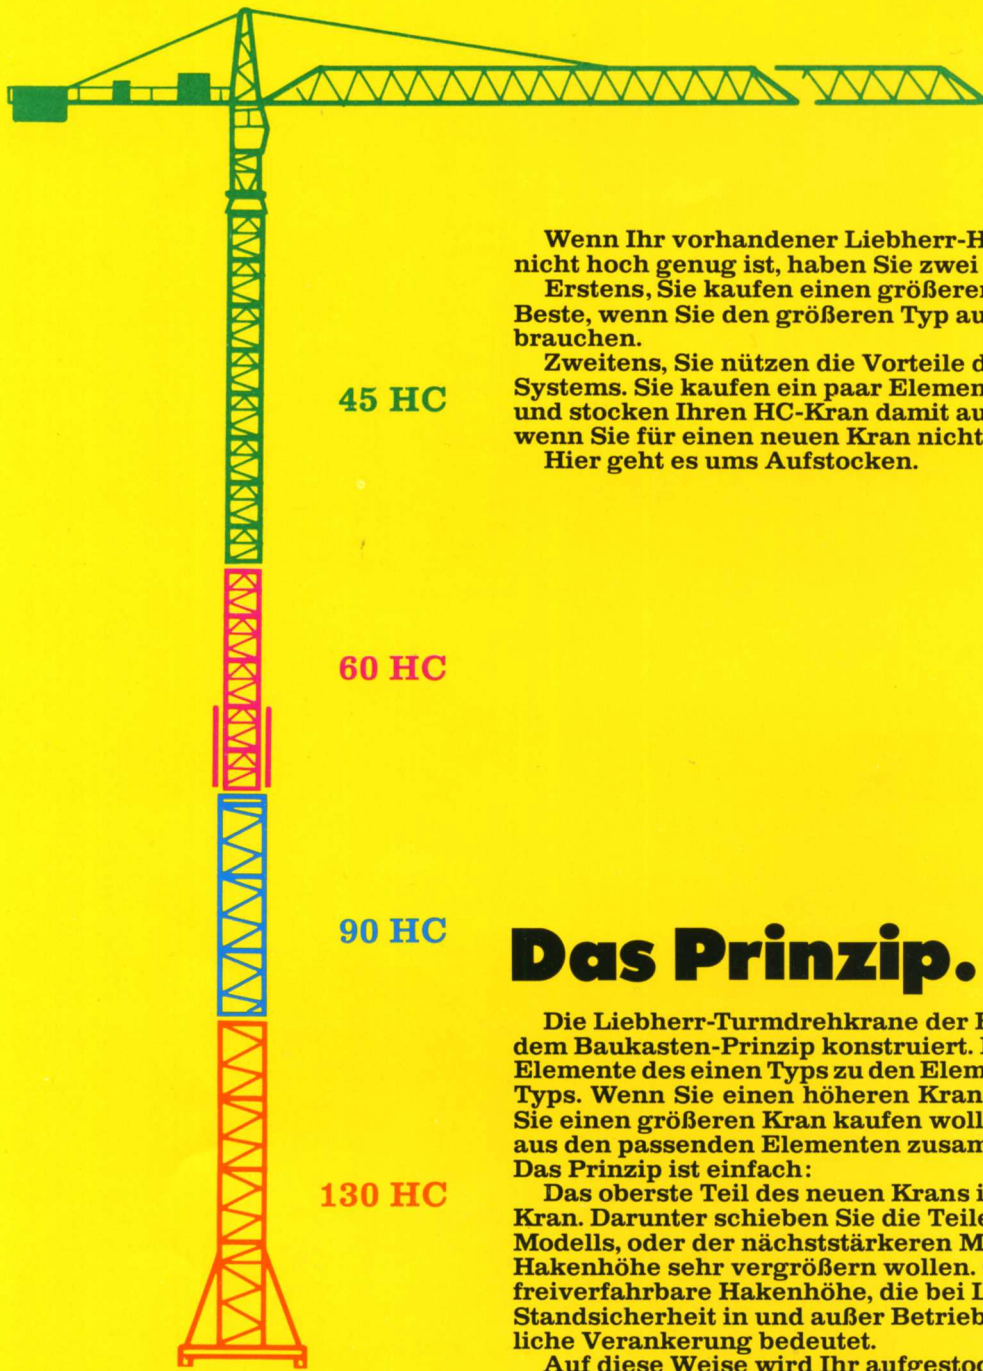 45 HC
60 HC
90 HC
130 HC
Wenn Ihr vorhandener Liebherr-H
nicht hoch genug ist, haben Sie zwei
Erstens, Sie kaufen einen größeren
Beste, wenn Sie den größeren Typ au
brauchen.
Zweitens, Sie nützen die Vorteile d
Systems. Sie kaufen ein paar Elemen
und stocken Ihren HC-Kran damit au
wenn Sie für einen neuen Kran nicht
Hier geht es ums Aufstocken.
Das Prinzip.
Die Liebherr-Turmdrehkrane der
dem Baukasten-Prinzip konstruiert.
Elemente des einen Typs zu den Elem
Typs. Wenn Sie einen höheren Kran
Sie einen größeren Kran kaufen woll
aus den passenden Elementen zusam
Das Prinzip ist einfach:
Das oberste Teil des neuen Krans i
Kran. Darunter schieben Sie die Teile
Modells, oder der nächststärkeren M
Hakenhöhe sehr vergrößern wollen.
freiverfahrbare Hakenhöhe, die bei L
Standsicherheit in und außer Betrieb
liche Verankerung bedeutet.
Auf diese Weise wird Ihr aufgestoc